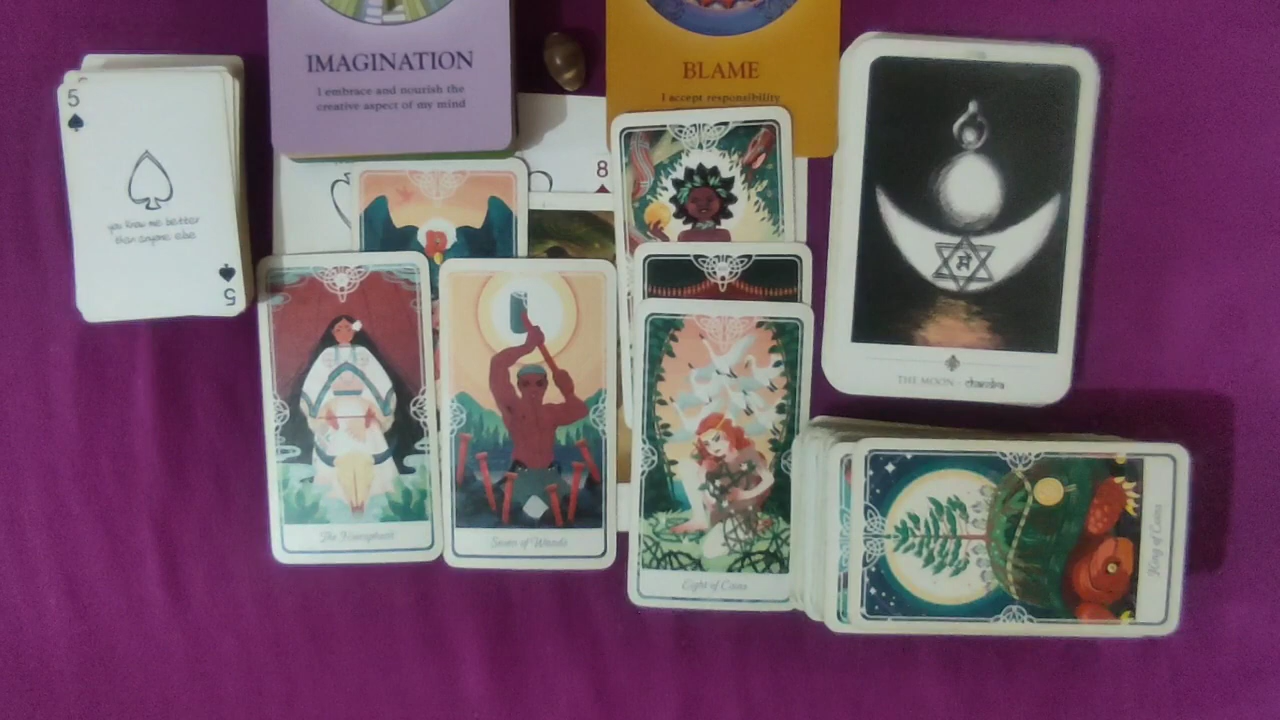 IMAGINATION
I embrace and nourish the
creative aspect of my mind
BLAME
I accept responsibility
5
you know me better
than anyone else
5
8
THE MOON - chandra
The Hierophant
Seven of Wands
Eight of Coins
King of Coins